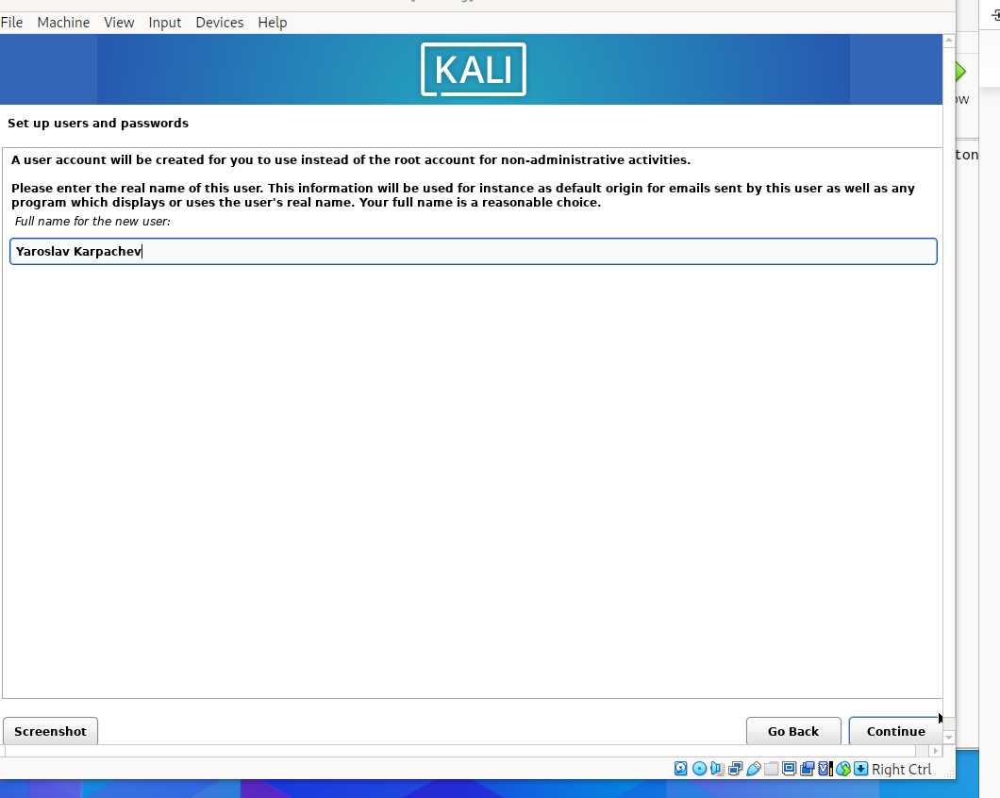 File Machine View Input Devices Help
KALI
ow
Set up users and passwords
ton
A user account will be created for you to use instead of the root account for non-administrative activities.
Please enter the real name of this user. This information will be used for instance as default origin for emails sent by this user as well as any
program which displays or uses the user's real name. Your full name is a reasonable choice.
Full name for the new user:
Yaroslav Karpachev
Screenshot Go Back Continue
Right Ctrl